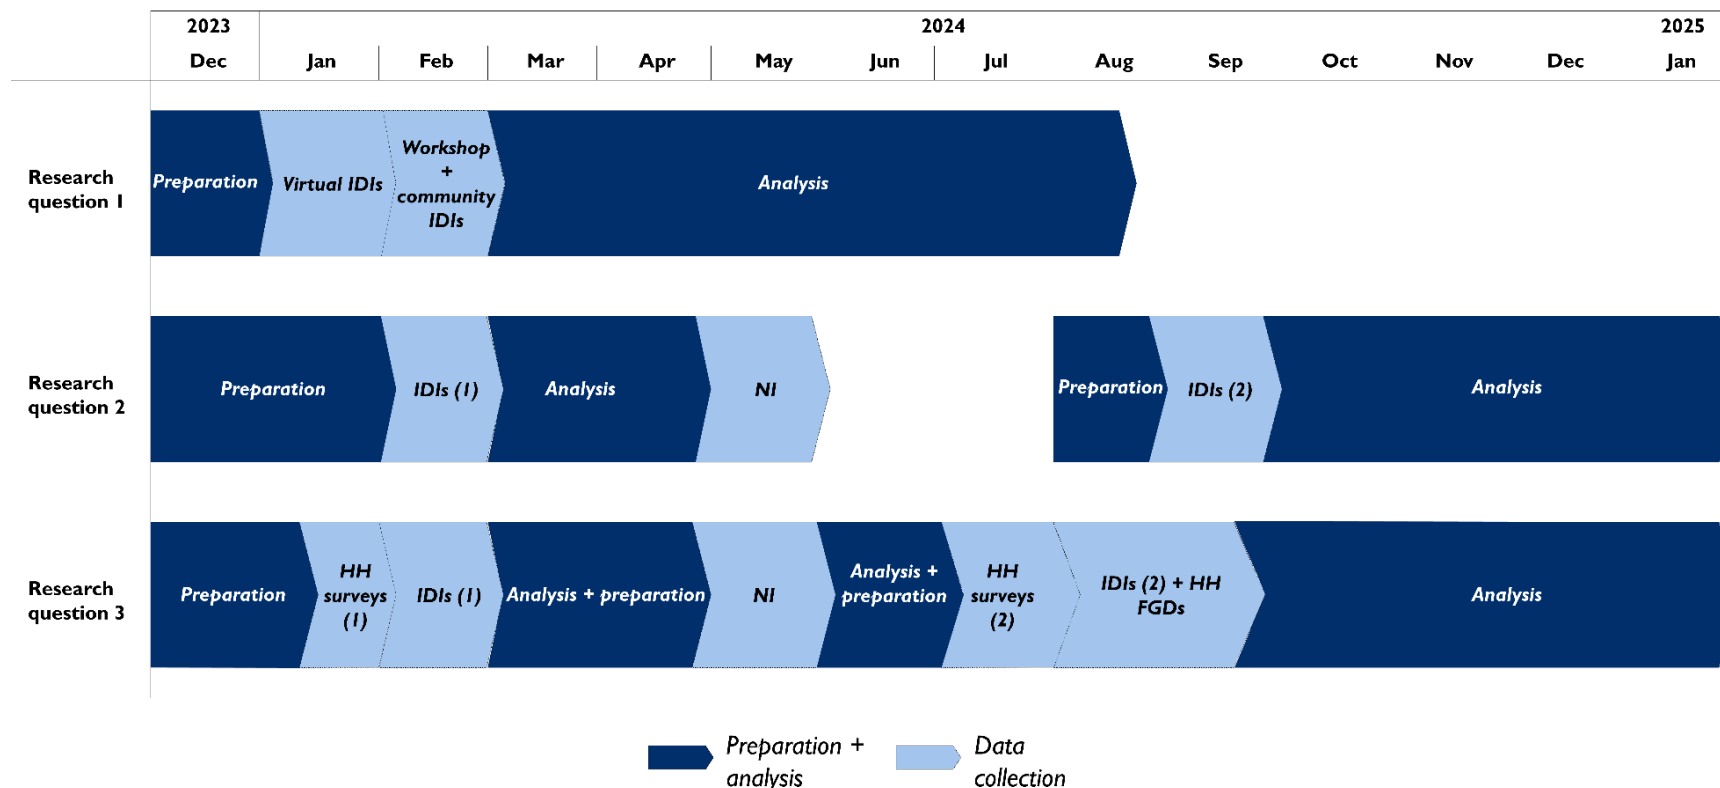 2023 2024 2025
Dec Jan Feb Mar Apr May Jun Jul Aug Sep Oct Nov Dec Jan
Research
question 1
Preparation
Virtual IDIs
Workshop
+
community
IDIs
Analysis
Research
question 2
Preparation
IDIs (1)
Analysis
NI
Preparation
IDIs (2)
Analysis
Research
question 3
Preparation
HH
surveys
(1)
IDIs (1)
Analysis + preparation
NI
Analysis +
preparation
HH
surveys
(2)
IDIs (2) + HH
FGDs
Analysis
Preparation +
analysis
Data
collection